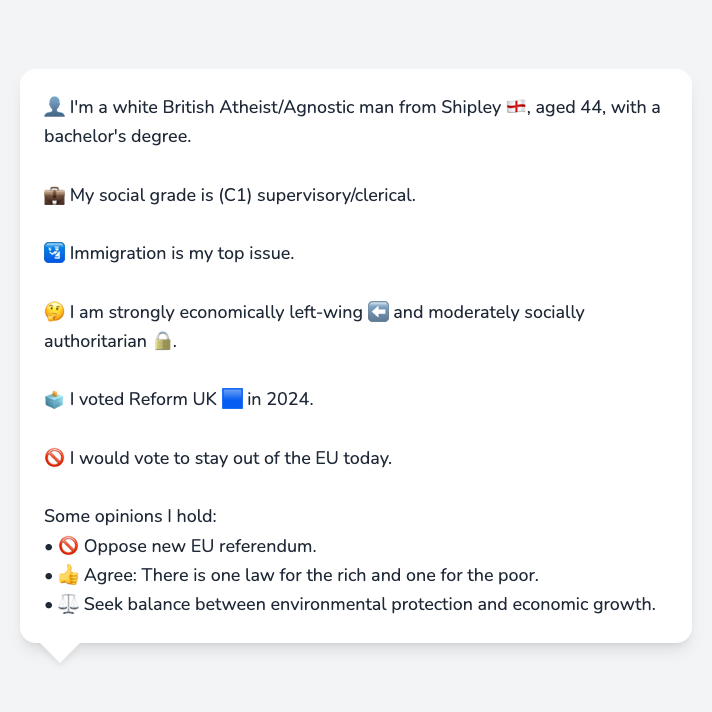 👤 I'm a white British Atheist/Agnostic man from Shipley 🏴󠁧󠁢󠁥󠁮󠁧󠁿, aged 44, with a
bachelor's degree.
💼 My social grade is (C1) supervisory/clerical.
🛂 Immigration is my top issue.
🤔 I am strongly economically left-wing ⬅️ and moderately socially
authoritarian 🔒.
🗳️ I voted Reform UK 🟦 in 2024.
🚫 I would vote to stay out of the EU today.
Some opinions I hold:
• 🚫 Oppose new EU referendum.
• 👍 Agree: There is one law for the rich and one for the poor.
• ⚖️ Seek balance between environmental protection and economic growth.